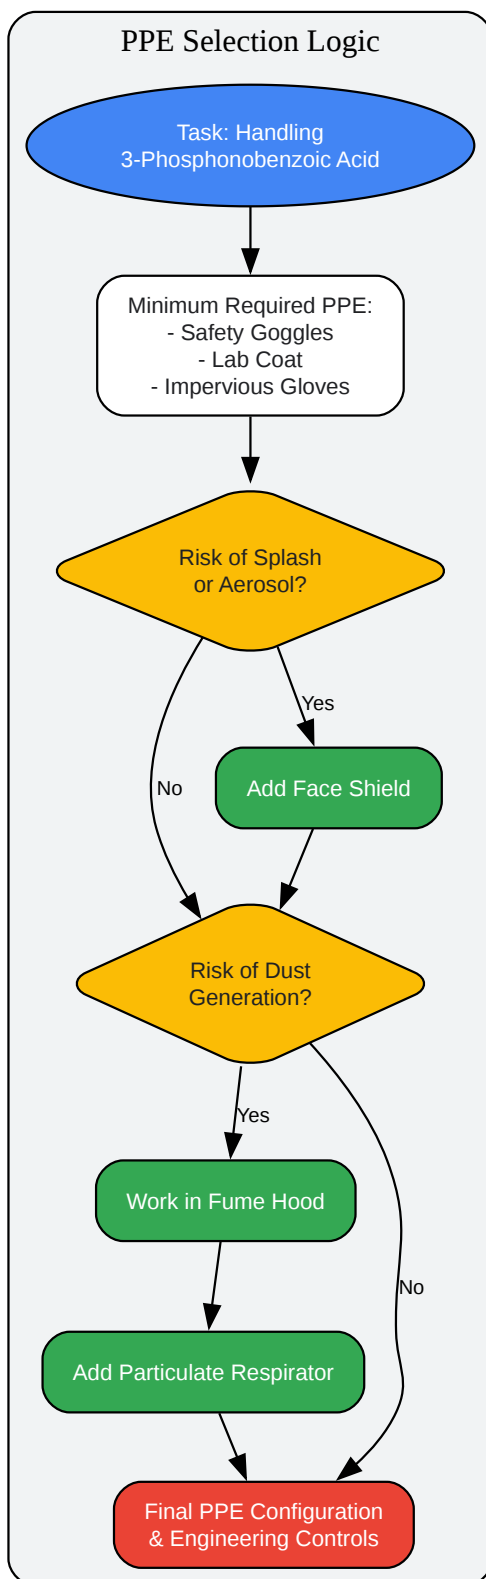 PPE Selection Logic
Task: Handling
3-Phosphonobenzoic Acid
Minimum Required PPE:
- Safety Goggles
- Lab Coat
- Impervious Gloves
Risk of Splash
or Aerosol?
Yes
No
Add Face Shield
Risk of Dust
Generation?
Yes
Work in Fume Hood
No
Add Particulate Respirator
Final PPE Configuration
& Engineering Controls